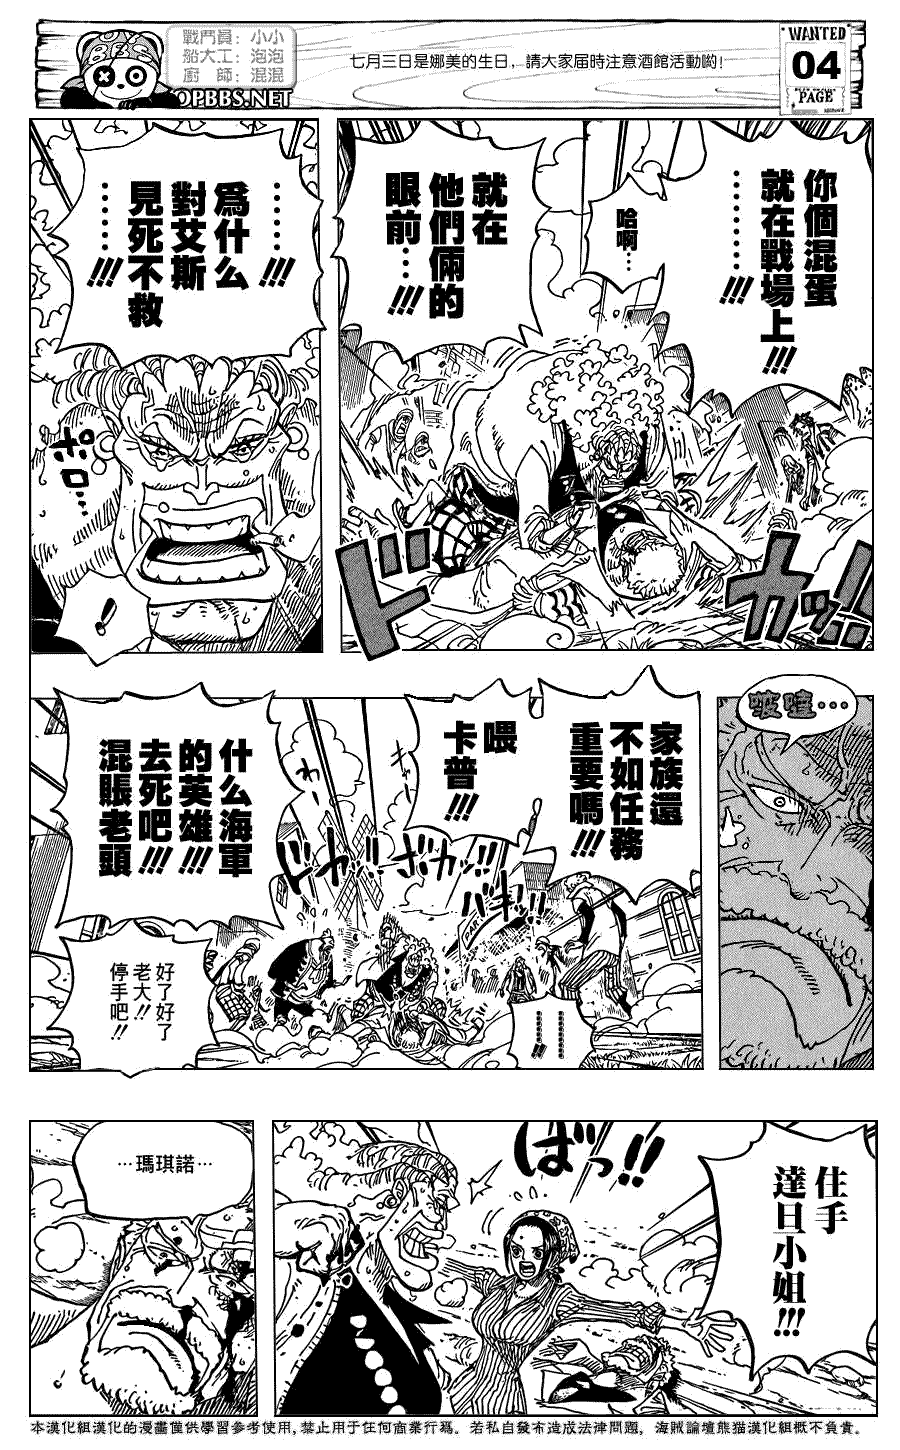 戰鬥員：小小
船大工：泡泡
廚　師：混混
OPBBS.NET
七月三日是娜美的生日，請大家屆時注意酒館活動喲！
WANTED
04
PAGE
你個混蛋
就在戰場上!!!
……!!!
哈啊…
就在
他們倆的
眼前…!!!
……!!!
為什么
對艾斯
見死不救
……!!!
ポロ…
!
ドカッ!!
啵噠…
家族還
不如任務
重要嗎!!!
喂
卡普!!!
什么海軍
的英雄!!!
去死吧!!!
混賬老頭
ドカッ!!
ボカッ!!
バキッ!!
PARTY
…………!!
好了好了
老大!!
停手吧!!
住手
達旦小姐!!!
ばっ!!
…瑪琪諾…
本漢化組漢化的漫畫僅供學習參考使用,禁止用于任何商業行爲。若私自發布造成法律問題，海賊論壇熊猫漢化組概不負責。